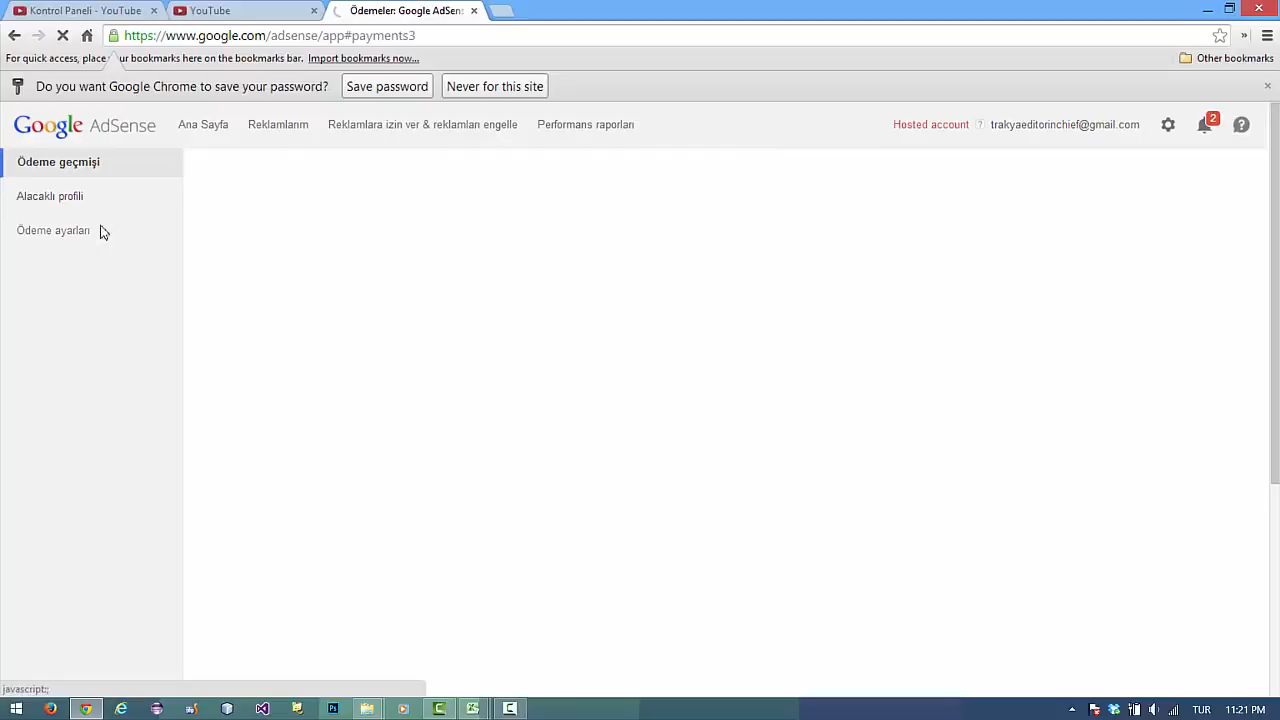 Kontrol Paneli - YouTube
YouTube
Ödemeler: Google AdSens
https://www.google.com/adsense/app#payments3
For quick access, place ur bookmarks here on the bookmarks bar. Import bookmarks now...
Other bookmarks
Do you want Google Chrome to save your password?
Save password
Never for this site
Google AdSense
Ana Sayfa
Reklamlarım
Reklamlara izin ver & reklamları engelle
Performans raporları
Hosted account ?
trakyaeditorinchief@gmail.com
2
Ödeme geçmişi
Alacaklı profili
Ödeme ayarları
javascript:;
Ps
TUR
11:21 PM